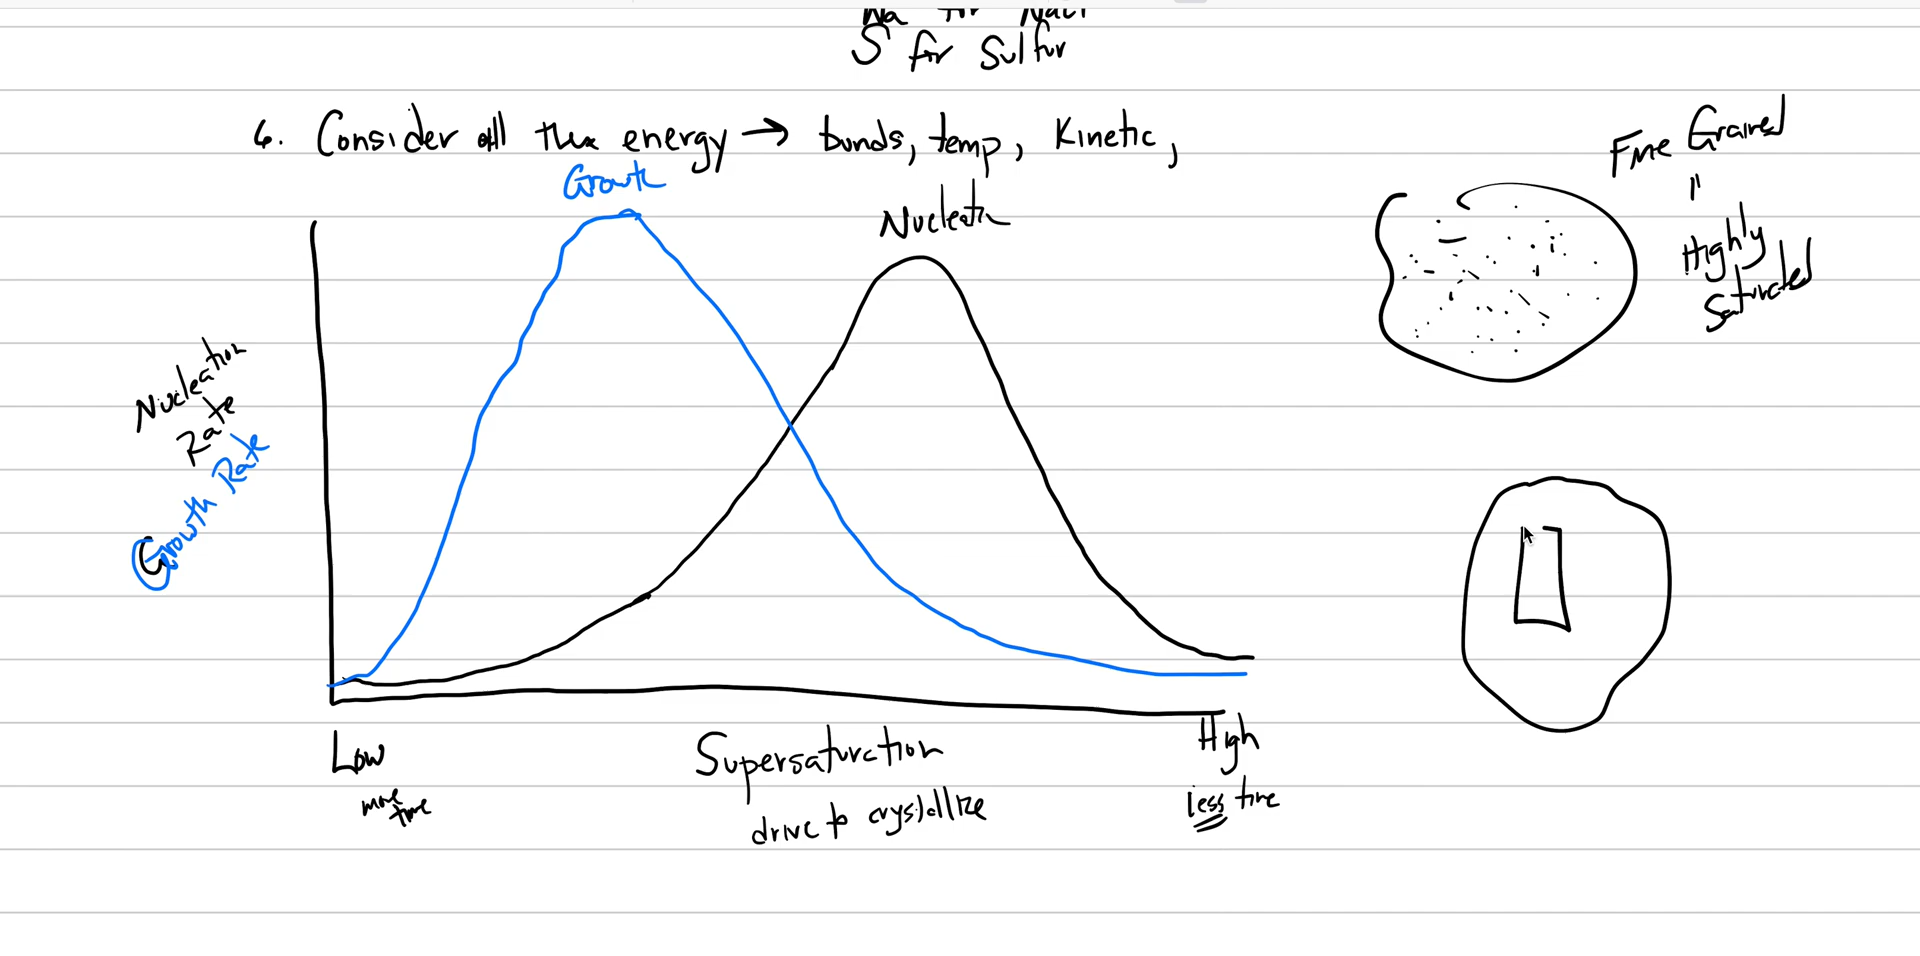 S for Sulfur
6. Consider all the energy → bonds, temp, Kinetic,
Growth
Nucleatn
Fine Grained
"
Highly
Saturated
Nucleation
Rate
Growth Rate
Low
more
time
Supersaturation
drive to crystallize
High
less time